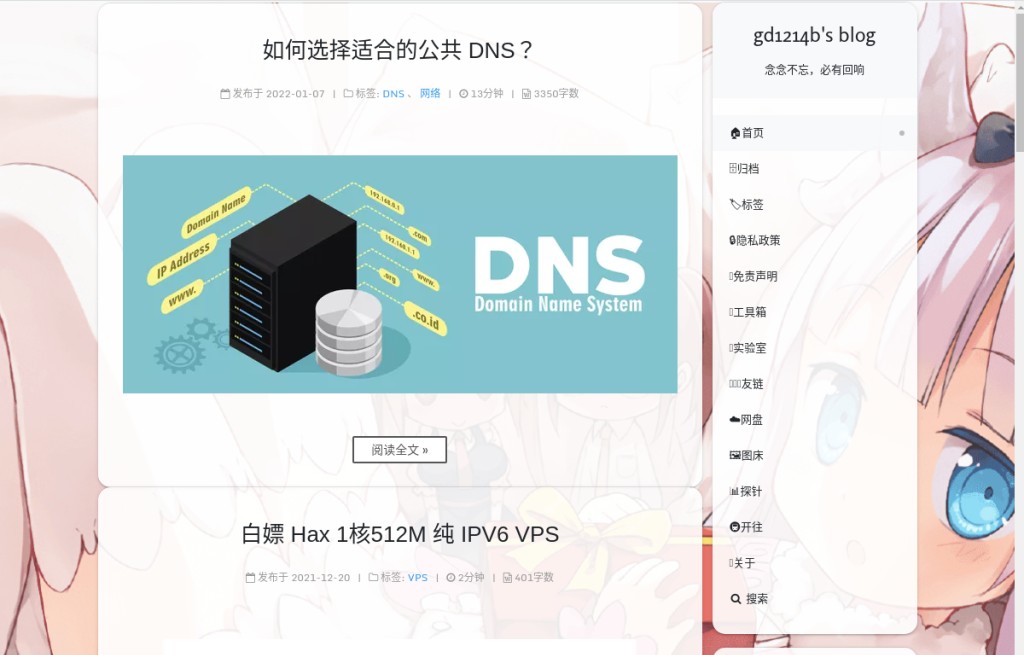 如何选择适合的公共 DNS？
发布于 2022-01-07 | 标签: DNS 、 网络 | 13分钟 | 3350字数
Domain Name
IP Address
www.
192.168.0.1
.com
192.168.1.1
www.
.org
.co.id
DNS
Domain Name System
阅读全文 »
白嫖 Hax 1核512M 纯 IPV6 VPS
发布于 2021-12-20 | 标签: VPS | 2分钟 | 401字数
gd1214b's blog
念念不忘，必有回响
首页
归档
标签
隐私政策
免责声明
工具箱
实验室
友链
网盘
图床
探针
开往
关于
搜索